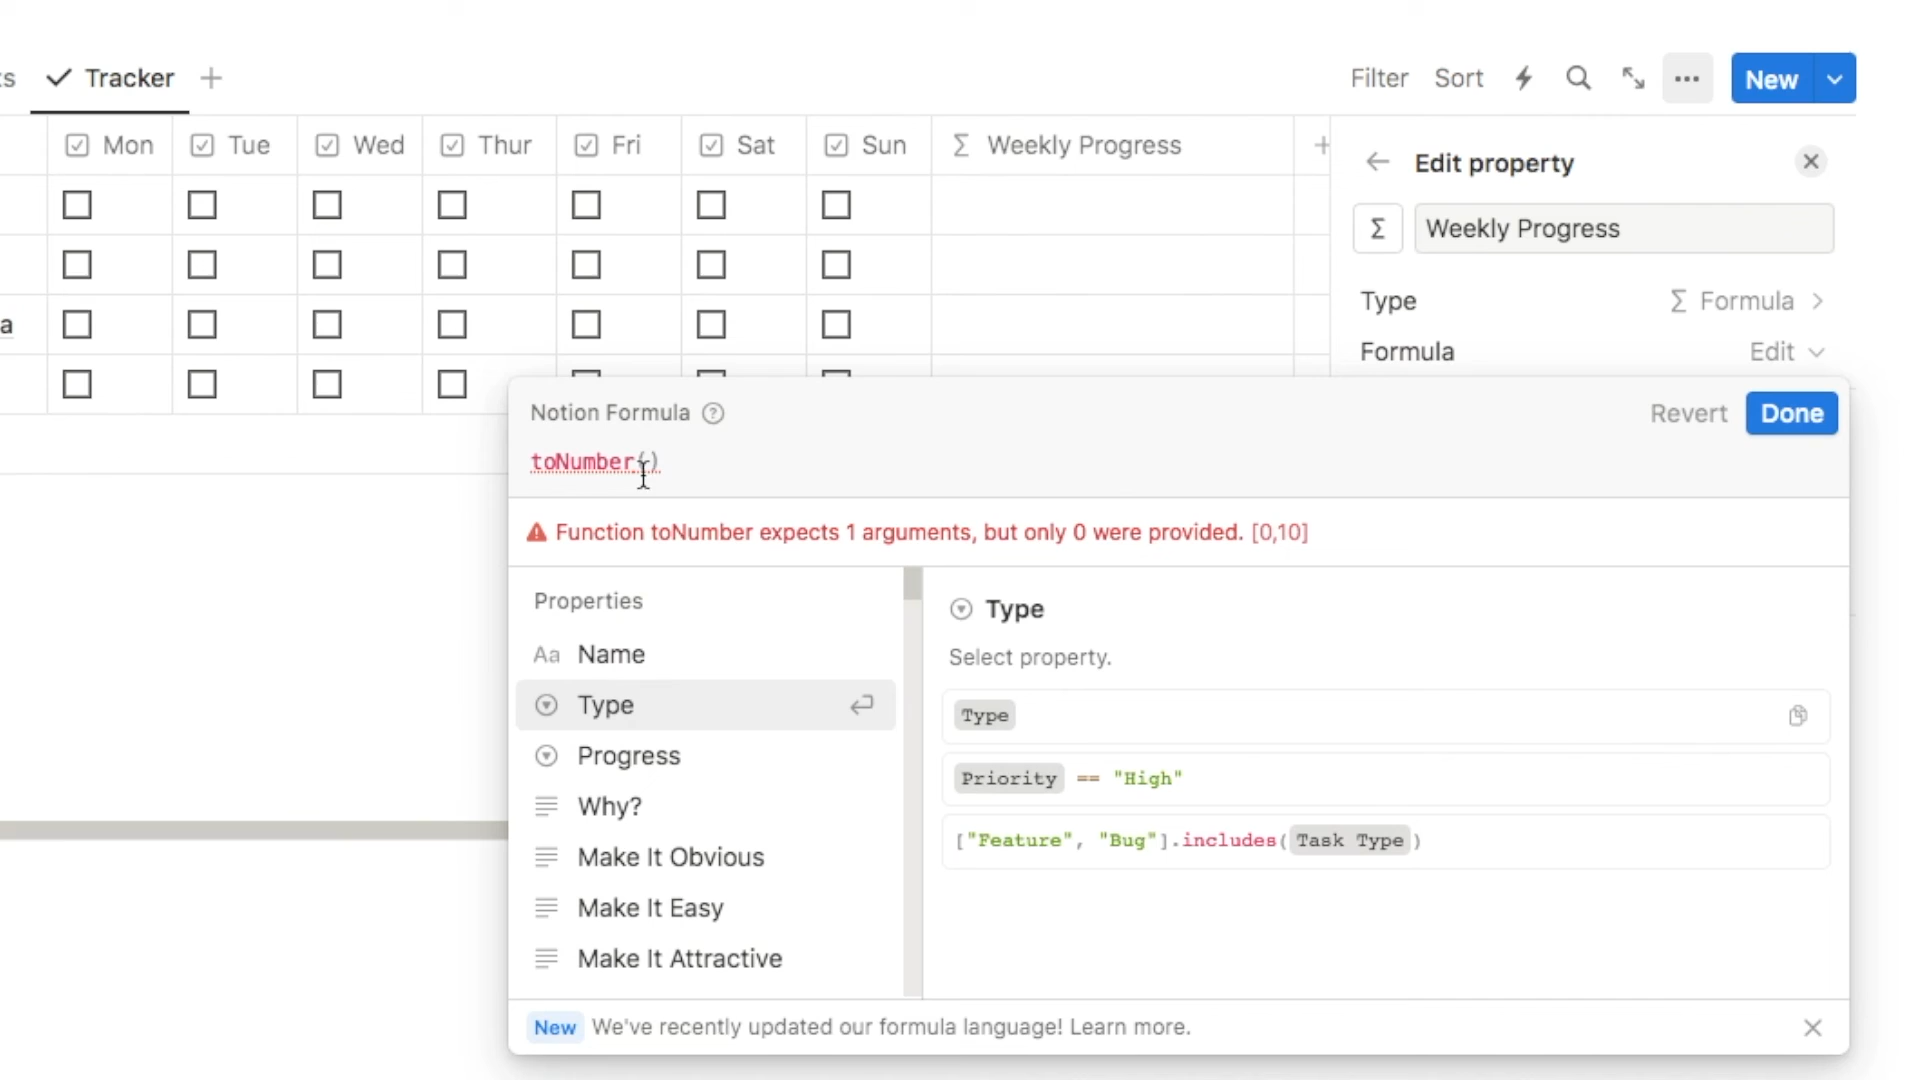 s ✓ Tracker + Filter Sort New
Mon Tue Wed Thur Fri Sat Sun Σ Weekly Progress +
Edit property
Σ Weekly Progress
Type Σ Formula
a
Formula Edit
Notion Formula Revert Done
toNumber()
Function toNumber expects 1 arguments, but only 0 were provided. [0,10]
Properties
Aa Name
Type
Progress
Why?
Make It Obvious
Make It Easy
Make It Attractive
Type
Select property.
Type
Priority == "High"
["Feature", "Bug"].includes( Task Type )
New We've recently updated our formula language! Learn more.